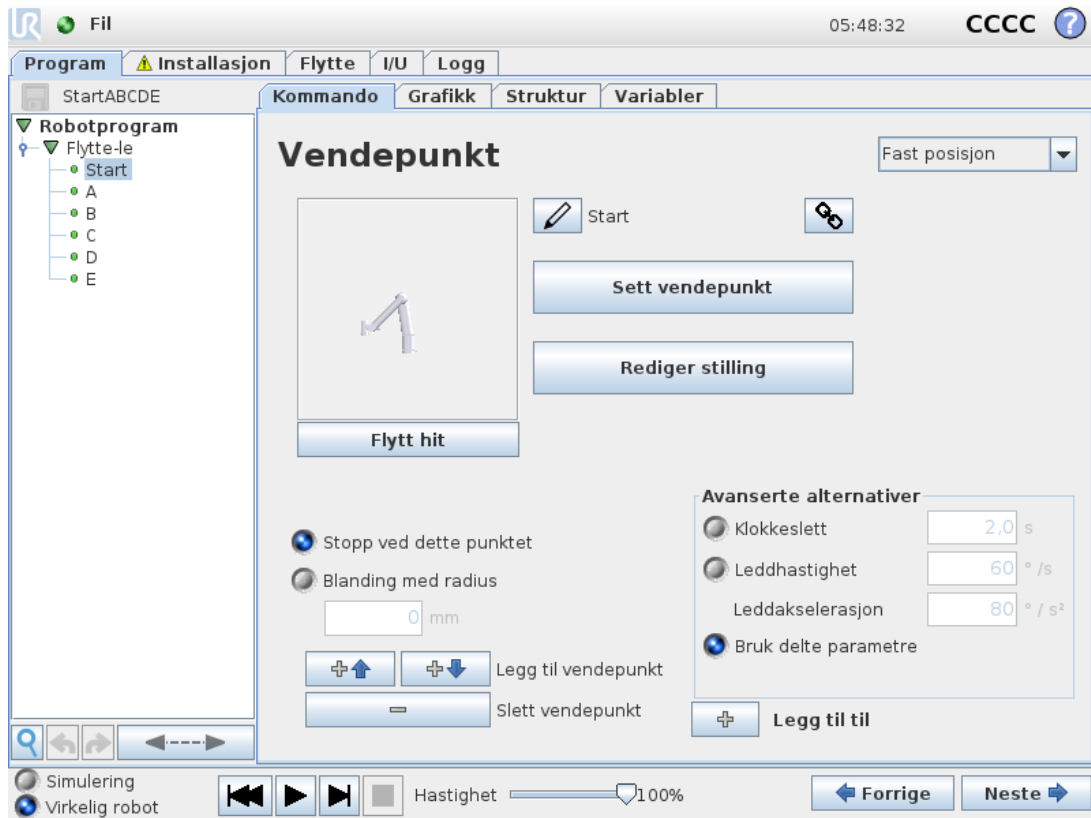 UR Fil 05:48:32 CCCC ?
Program Installasjon Flytte I/U Logg
StartABCDE
Kommando Grafikk Struktur Variabler
Robotprogram
Flytte-le
Start
A
B
C
D
E
Vendepunkt
Fast posisjon
Start
Sett vendepunkt
Rediger stilling
Flytt hit
Stopp ved dette punktet
Blanding med radius
0 mm
Legg til vendepunkt
Slett vendepunkt
Avanserte alternativer
Klokkeslett 2,0 s
Leddhastighet 60 ° /s
Leddakselerasjon 80 ° / s²
Bruk delte parametre
Legg til til
Simulering
Virkelig robot
Hastighet 100%
Forrige
Neste